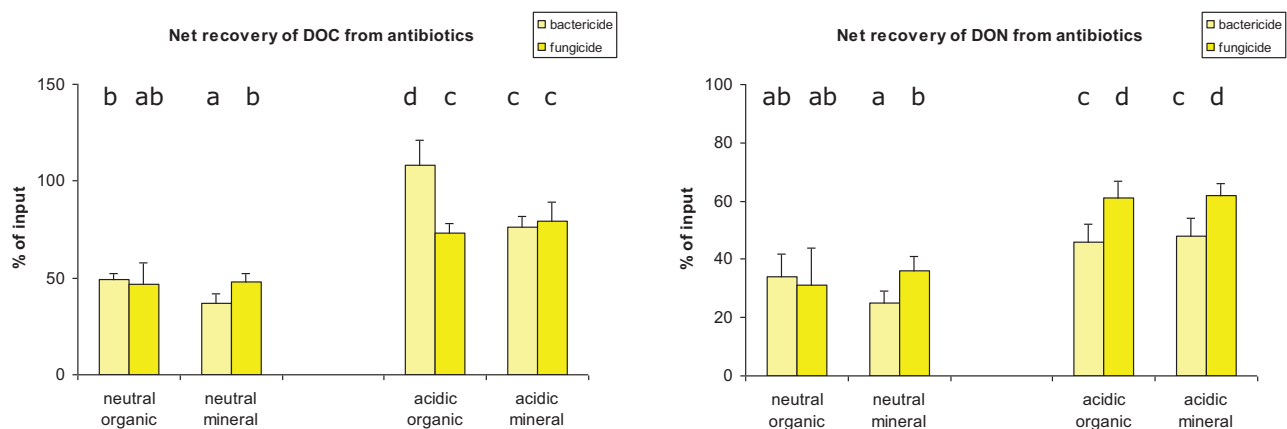 Net recovery of DOC from antibiotics
bactericide
fungicide
150
100
50
0
% of input
b ab a b d c c c
neutral organic
neutral mineral
acidic organic
acidic mineral
Net recovery of DON from antibiotics
bactericide
fungicide
100
80
60
40
20
0
% of input
ab ab a b c d c d
neutral organic
neutral mineral
acidic organic
acidic mineral